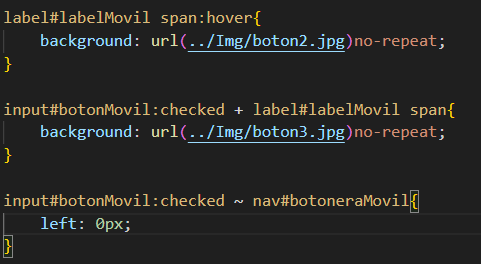 label#labelMovil span:hover{
    background: url(../Img/boton2.jpg)no-repeat;
}
input#botonMovil:checked + label#labelMovil span{
    background: url(../Img/boton3.jpg)no-repeat;
}
input#botonMovil:checked ~ nav#botoneraMovil{
    left: 0px;
}